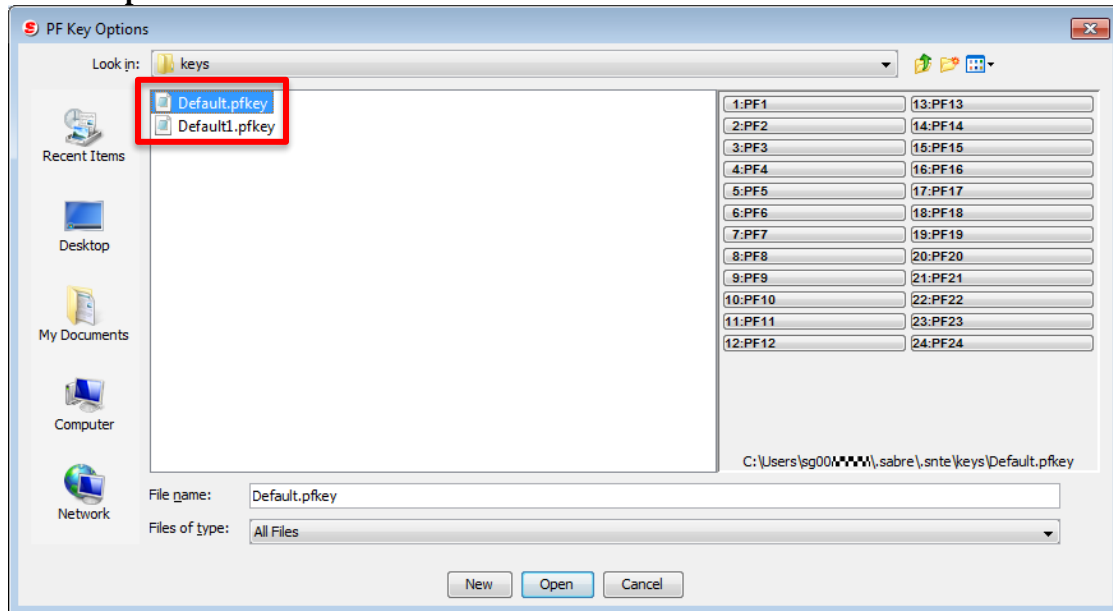 PF Key Options
Look in: keys
Default.pfkey
Default1.pfkey
Recent Items
Desktop
My Documents
Computer
Network
1:PF1 13:PF13
2:PF2 14:PF14
3:PF3 15:PF15
4:PF4 16:PF16
5:PF5 17:PF17
6:PF6 18:PF18
7:PF7 19:PF19
8:PF8 20:PF20
9:PF9 21:PF21
10:PF10 22:PF22
11:PF11 23:PF23
12:PF12 24:PF24
C:\Users\sg00 \.sabre\.snte\keys\Default.pfkey
File name: Default.pfkey
Files of type: All Files
New Open Cancel